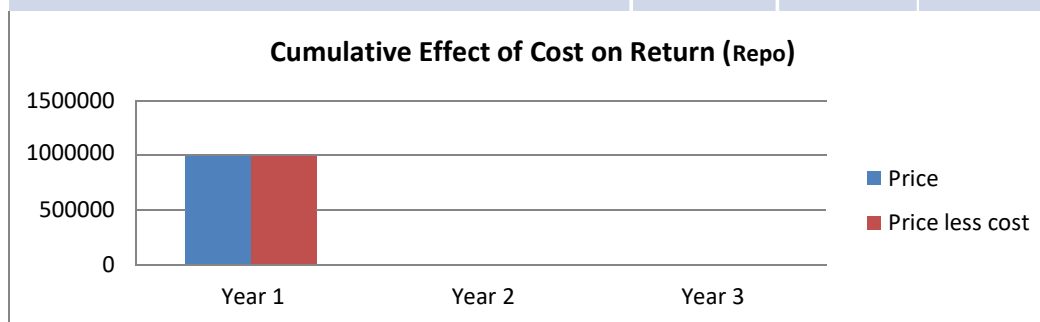 Cumulative Effect of Cost on Return (Repo)
1500000
1000000
500000
0
Year 1 Year 2 Year 3
Price
Price less cost